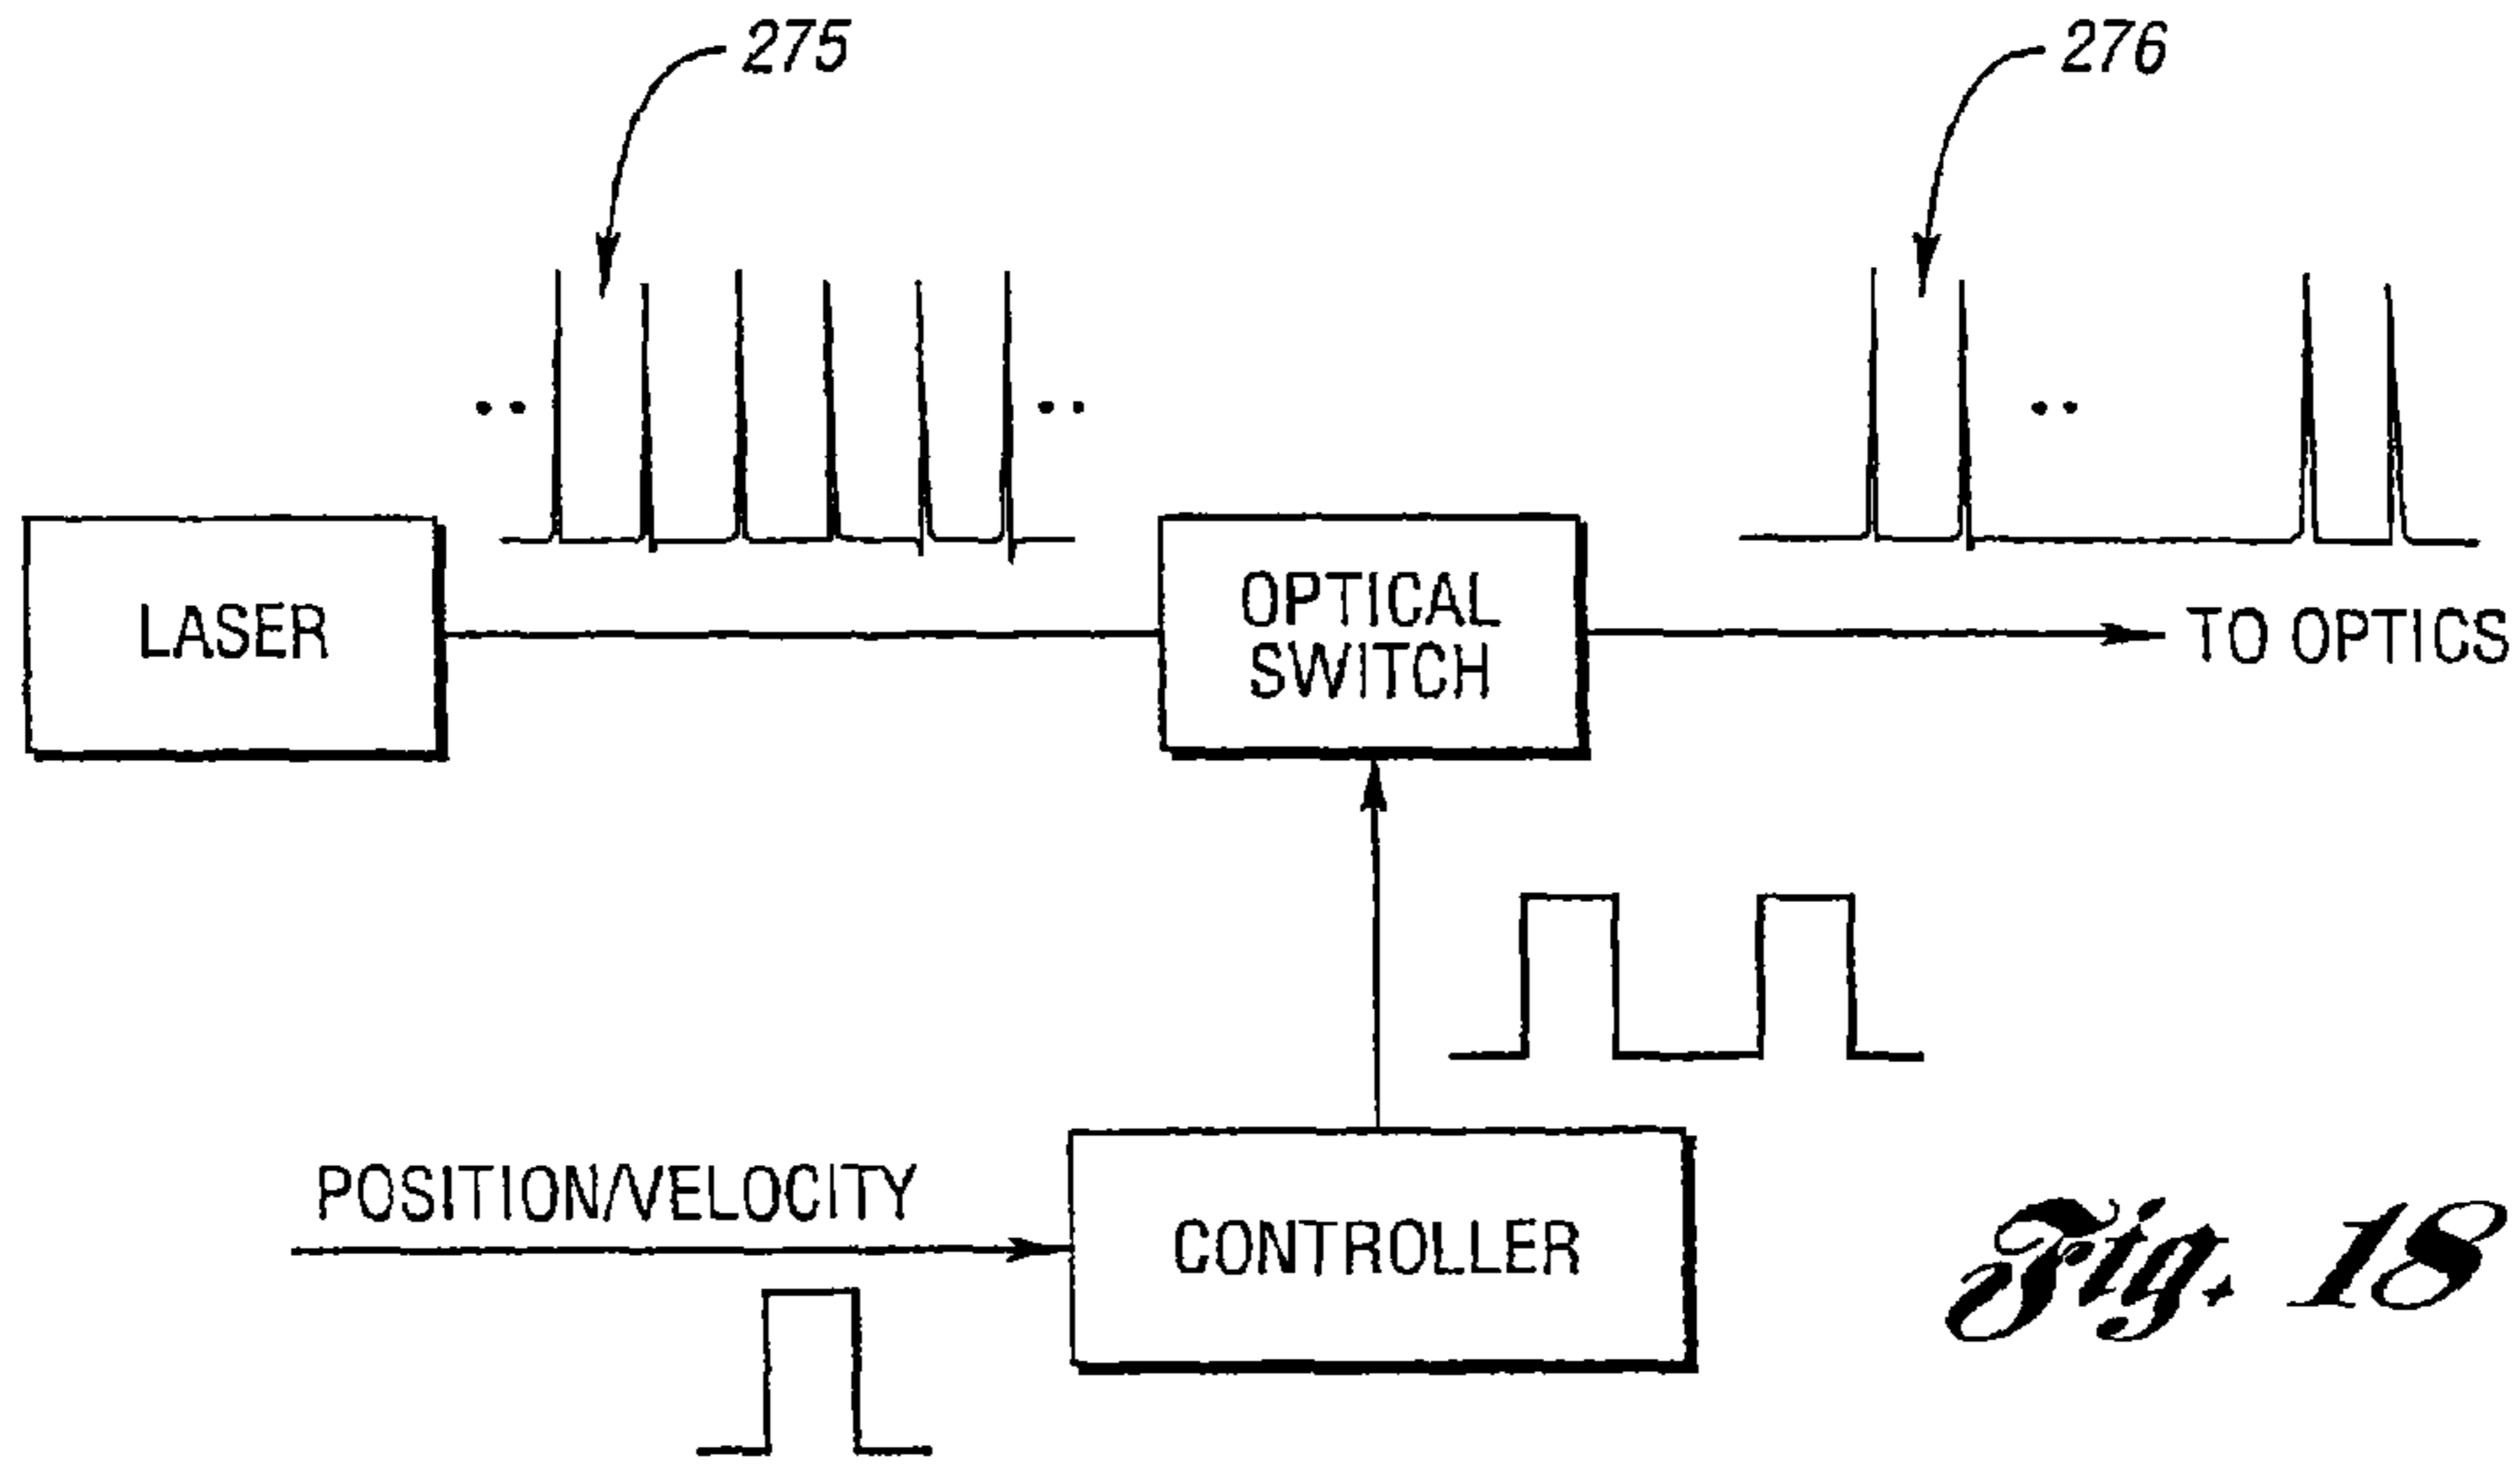 275
276
LASER
OPTICAL
SWITCH
TO OPTICS
POSITION/VELOCITY
CONTROLLER
Fig. 18